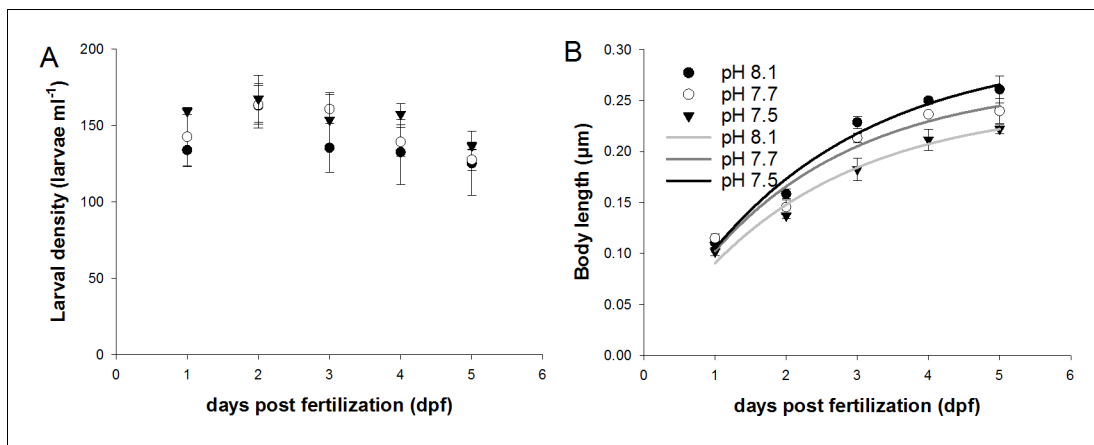 A
200
150
100
50
0
0 1 2 3 4 5 6
Larval density (larvae ml⁻¹)
days post fertilization (dpf)
B
0.30
0.25
0.20
0.15
0.10
0.05
0.00
0 1 2 3 4 5 6
Body length (µm)
days post fertilization (dpf)
pH 8.1
pH 7.7
pH 7.5
pH 8.1
pH 7.7
pH 7.5